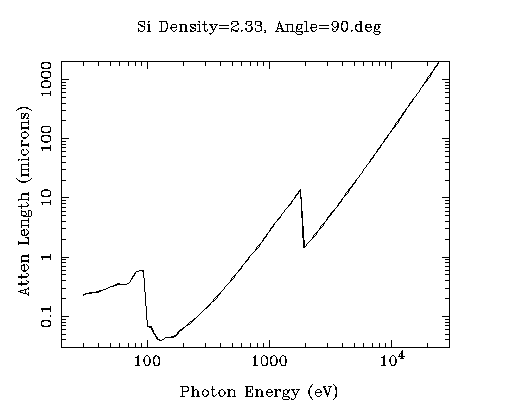 Si Density=2.33, Angle=90.deg
Atten Length (microns)
1000
100
10
1
0.1
100
1000
10⁴
Photon Energy (eV)